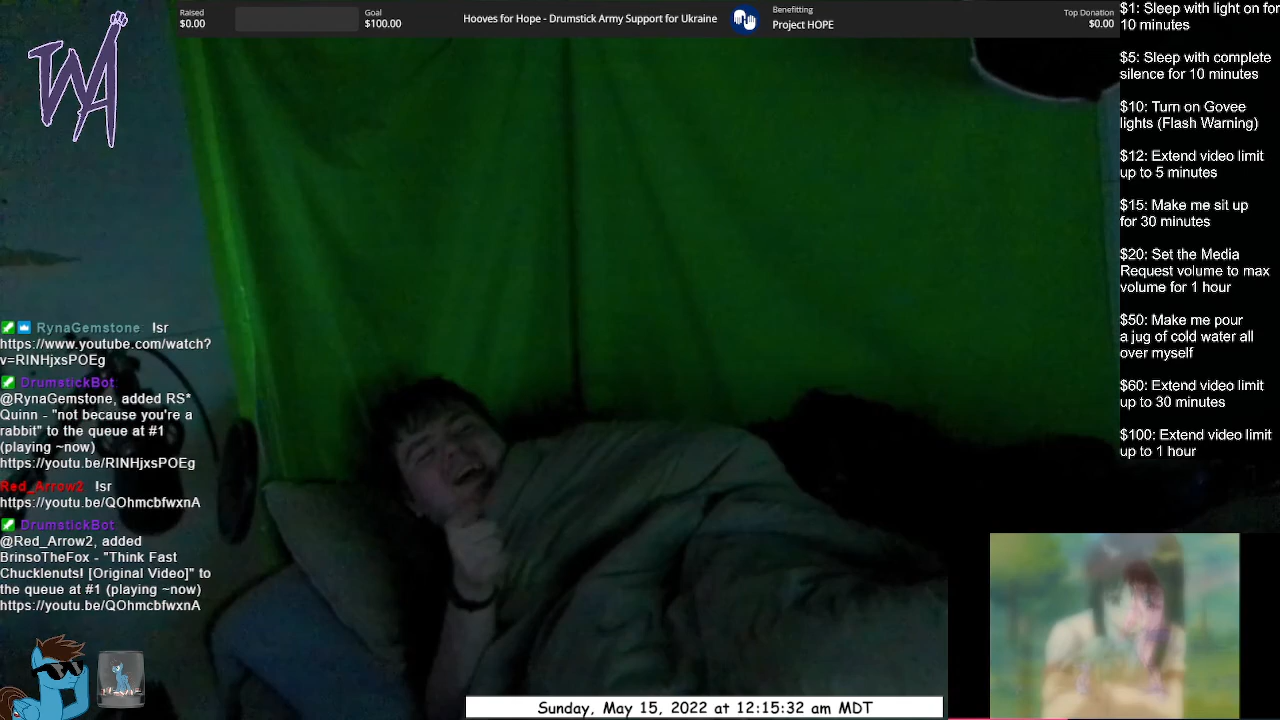 Raised
$0.00
Goal
$100.00
Hooves for Hope - Drumstick Army Support for Ukraine
Benefitting
Project HOPE
Top Donation
$0.00
TWA
$1: Sleep with light on for
10 minutes
$5: Sleep with complete
silence for 10 minutes
$10: Turn on Govee
lights (Flash Warning)
$12: Extend video limit
up to 5 minutes
$15: Make me sit up
for 30 minutes
$20: Set the Media
Request volume to max
volume for 1 hour
$50: Make me pour
a jug of cold water all
over myself
$60: Extend video limit
up to 30 minutes
$100: Extend video limit
up to 1 hour
RynaGemstone !sr
https://www.youtube.com/watch?
v=RINHjxsPOEg
DrumstickBot
@RynaGemstone, added RS*
Quinn - "not because you're a
rabbit" to the queue at #1
(playing ~now)
https://youtu.be/RINHjxsPOEg
Red_Arrow2 !sr
https://youtu.be/QOhmcbfwxnA
DrumstickBot
@Red_Arrow2, added
BrinsoTheFox - "Think Fast
Chucklenuts! [Original Video]" to
the queue at #1 (playing ~now)
https://youtu.be/QOhmcbfwxnA
Sunday, May 15, 2022 at 12:15:32 am MDT